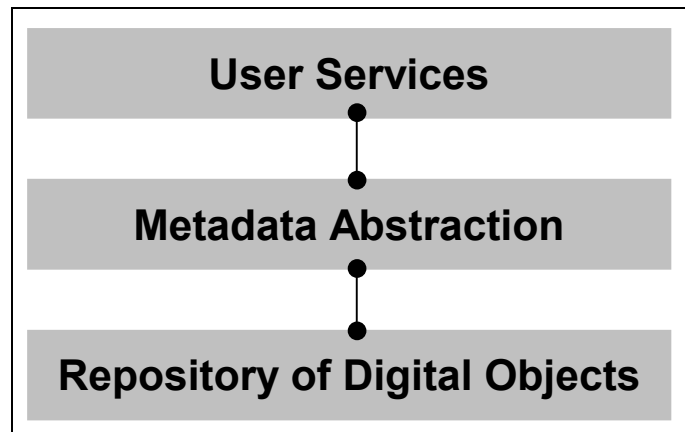 User Services
Metadata Abstraction
Repository of Digital Objects